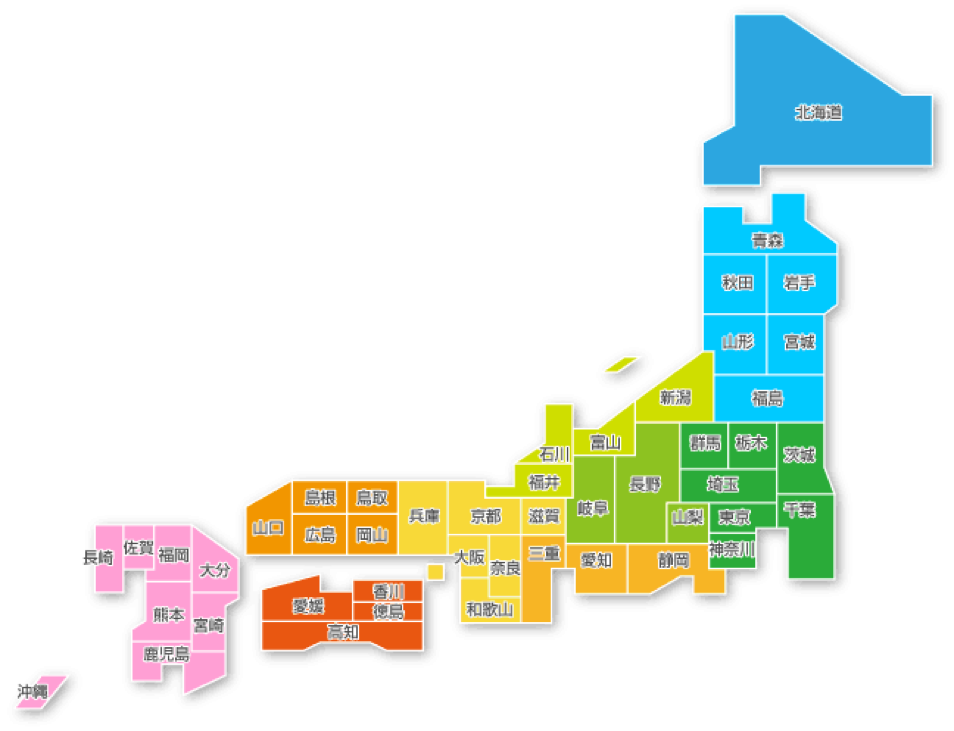 北海道
青森
秋田
岩手
山形
宮城
福島
新潟
富山
石川
福井
群馬
栃木
茨城
埼玉
千葉
東京
神奈川
山梨
長野
岐阜
静岡
愛知
三重
滋賀
京都
兵庫
大阪
奈良
和歌山
鳥取
島根
岡山
広島
山口
香川
徳島
愛媛
高知
福岡
佐賀
長崎
大分
熊本
宮崎
鹿児島
沖縄